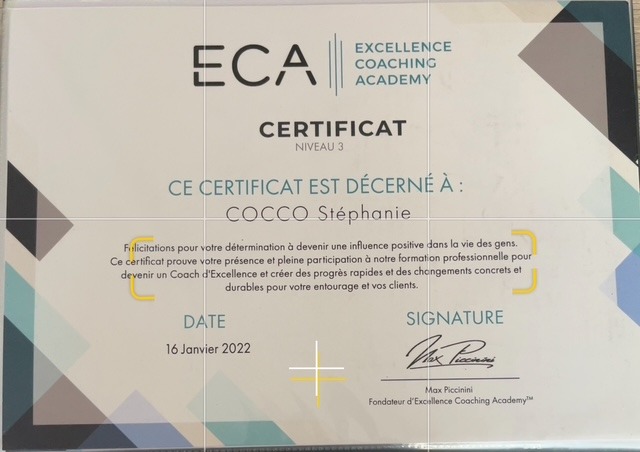 ECA
EXCELLENCE
COACHING
ACADEMY
CERTIFICAT
NIVEAU 3
CE CERTIFICAT EST DÉCERNÉ À :
COCCO Stéphanie
Félicitations pour votre détermination à devenir une influence positive dans la vie des gens.
Ce certificat prouve votre présence et pleine participation à notre formation professionnelle pour
devenir un Coach d'Excellence et créer des progrès rapides et des changements concrets et
durables pour votre entourage et vos clients.
DATE
16 Janvier 2022
SIGNATURE
Max Piccinini
Max Piccinini
Fondateur d'Excellence Coaching Academy™